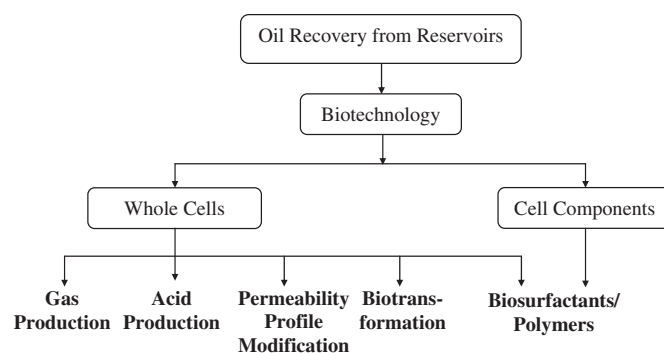 Oil Recovery from Reservoirs
Biotechnology
Whole Cells
Cell Components
Gas
Production
Acid
Production
Permeability
Profile
Modification
Biotrans-
formation
Biosurfactants/
Polymers